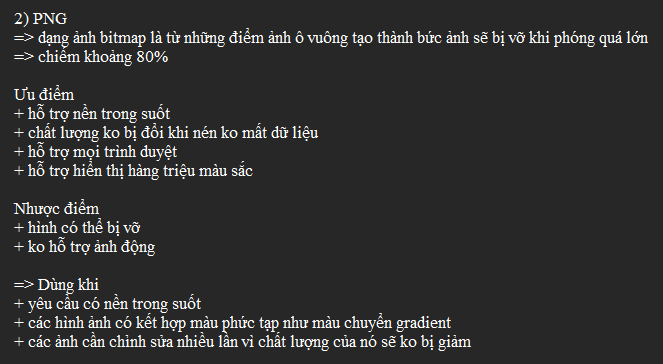 2) PNG
=> dạng ảnh bitmap là từ những điểm ảnh ô vuông tạo thành bức ảnh sẽ bị vỡ khi phóng quá lớn
=> chiếm khoảng 80%
Ưu điểm
+ hỗ trợ nền trong suốt
+ chất lượng ko bị đổi khi nén ko mất dữ liệu
+ hỗ trợ mọi trình duyệt
+ hỗ trợ hiển thị hàng triệu màu sắc
Nhược điểm
+ hình có thể bị vỡ
+ ko hỗ trợ ảnh động
=> Dùng khi
+ yêu cầu có nền trong suốt
+ các hình ảnh có kết hợp màu phức tạp như màu chuyển gradient
+ các ảnh cần chỉnh sửa nhiều lần vì chất lượng của nó sẽ ko bị giảm